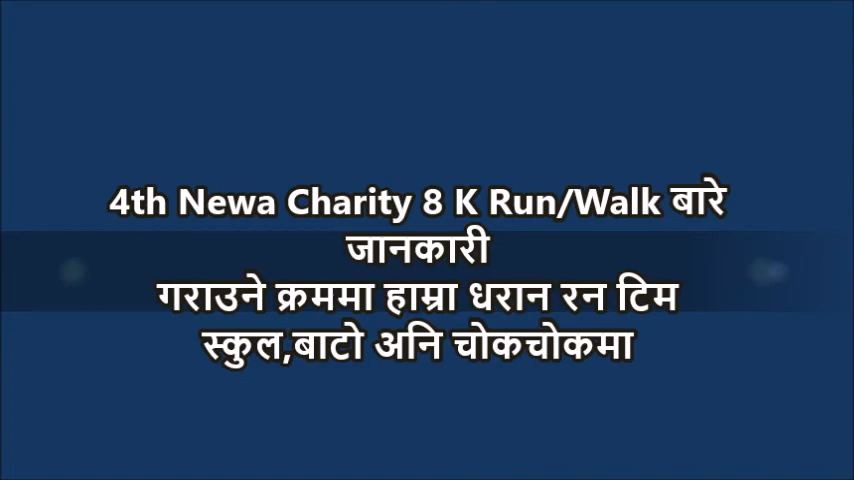 4th Newa Charity 8 K Run/Walk बारे
जानकारी
गराउने क्रममा हाम्रा धरान रन टिम
स्कुल,बाटो अनि चोकचोकमा